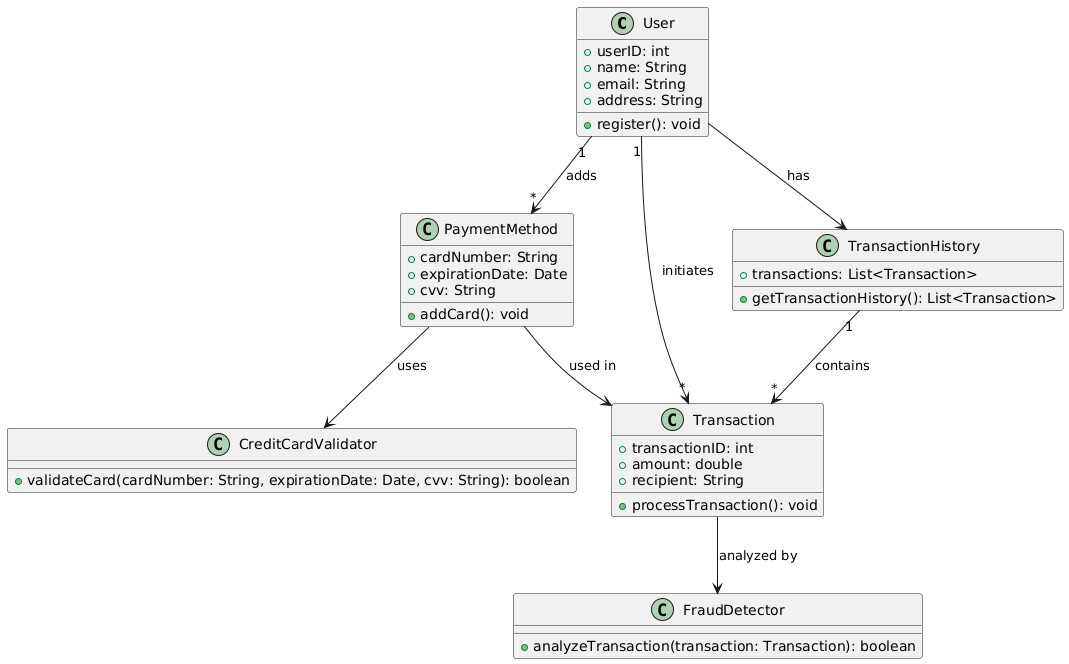 C User
userID: int
name: String
email: String
address: String
register(): void
1
1
adds
has
*
C PaymentMethod
cardNumber: String
expirationDate: Date
cvv: String
addCard(): void
initiates
C TransactionHistory
transactions: List<Transaction>
getTransactionHistory(): List<Transaction>
1
uses
used in
contains
*
*
C CreditCardValidator
validateCard(cardNumber: String, expirationDate: Date, cvv: String): boolean
C Transaction
transactionID: int
amount: double
recipient: String
processTransaction(): void
analyzed by
C FraudDetector
analyzeTransaction(transaction: Transaction): boolean